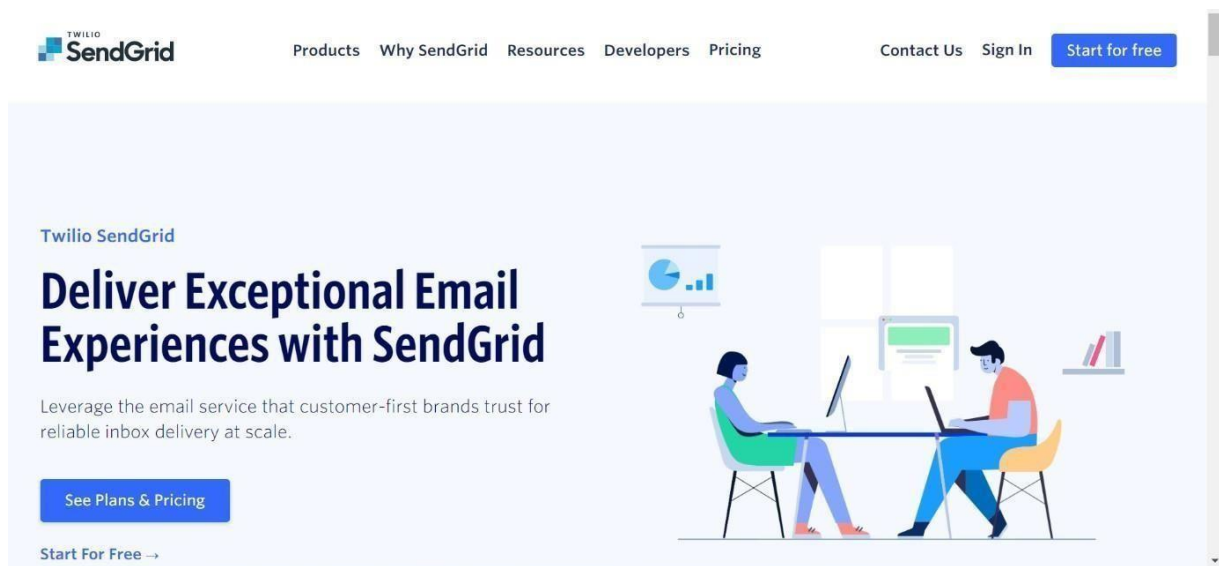 TWILIO
SendGrid
Products Why SendGrid Resources Developers Pricing Contact Us Sign In Start for free
Twilio SendGrid
Deliver Exceptional Email
Experiences with SendGrid
Leverage the email service that customer-first brands trust for
reliable inbox delivery at scale.
See Plans & Pricing
Start For Free →